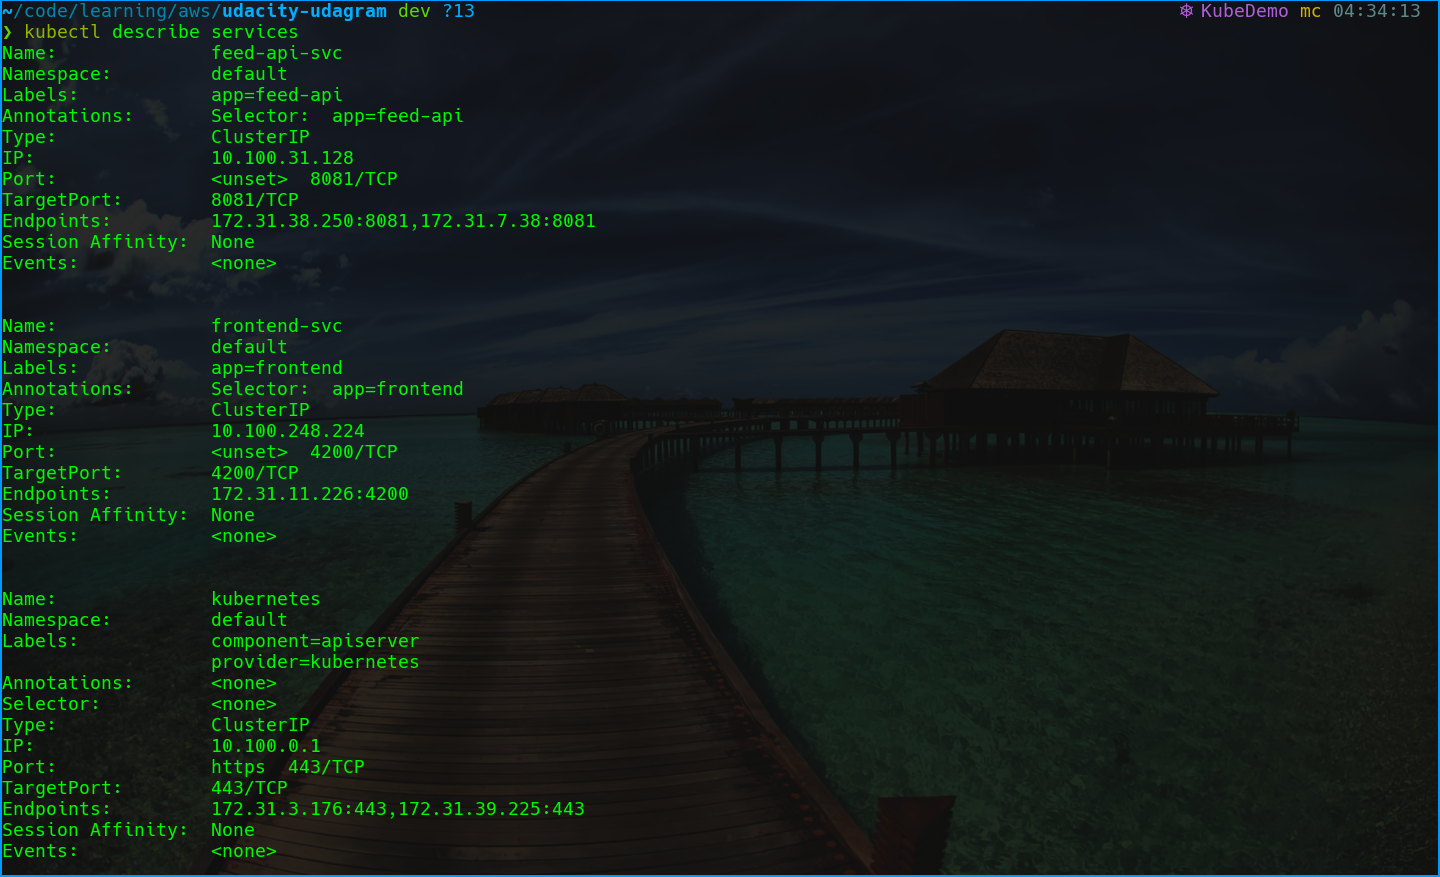 ~/code/learning/aws/udacity-udagram dev ?13 ☸ KubeDemo mc 04:34:13
❯ kubectl describe services
Name:              feed-api-svc
Namespace:         default
Labels:            app=feed-api
Annotations:       Selector:  app=feed-api
Type:              ClusterIP
IP:                10.100.31.128
Port:              <unset>  8081/TCP
TargetPort:        8081/TCP
Endpoints:         172.31.38.250:8081,172.31.7.38:8081
Session Affinity:  None
Events:            <none>
Name:              frontend-svc
Namespace:         default
Labels:            app=frontend
Annotations:       Selector:  app=frontend
Type:              ClusterIP
IP:                10.100.248.224
Port:              <unset>  4200/TCP
TargetPort:        4200/TCP
Endpoints:         172.31.11.226:4200
Session Affinity:  None
Events:            <none>
Name:              kubernetes
Namespace:         default
Labels:            component=apiserver
                   provider=kubernetes
Annotations:       <none>
Selector:          <none>
Type:              ClusterIP
IP:                10.100.0.1
Port:              https  443/TCP
TargetPort:        443/TCP
Endpoints:         172.31.3.176:443,172.31.39.225:443
Session Affinity:  None
Events:            <none>